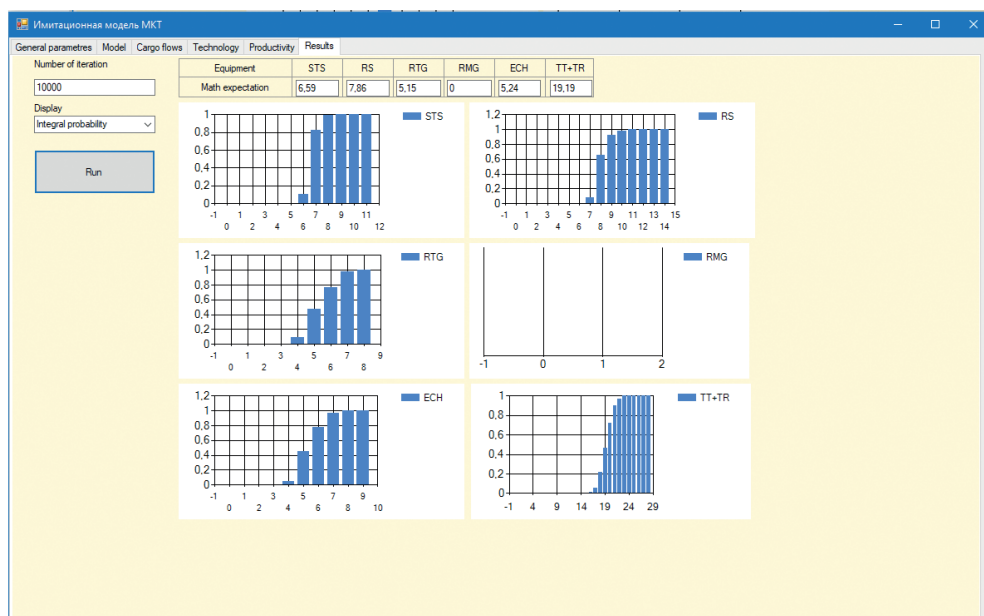 Имитационная модель МКТ
General parametres Model Cargo flows Technology Productivity Results
Number of iteration
10000
Display
Integral probability
Run
Equipment STS RS RTG RMG ECH TT+TR
Math expectation 6,59 7,86 5,15 0 5,24 19,19
STS
1
0,8
0,6
0,4
0,2
0
-1 1 3 5 7 9 11
0 2 4 6 8 10 12
RS
1,2
1
0,8
0,6
0,4
0,2
0
-1 1 3 5 7 9 11 13 15
0 2 4 6 8 10 12 14
RTG
1,2
1
0,8
0,6
0,4
0,2
0
-1 1 3 5 7 9
0 2 4 6 8
RMG
-1 0 1 2
ECH
1,2
1
0,8
0,6
0,4
0,2
0
-1 1 3 5 7 9
0 2 4 6 8 10
TT+TR
1
0,8
0,6
0,4
0,2
0
-1 4 9 14 19 24 29